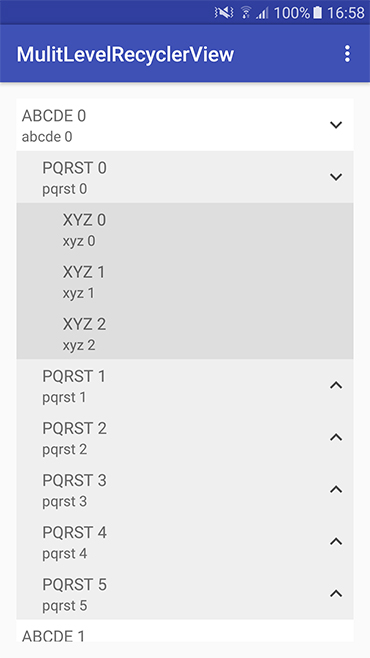 100% 16:58
MulitLevelRecyclerView
ABCDE 0
abcde 0
PQRST 0
pqrst 0
XYZ 0
xyz 0
XYZ 1
xyz 1
XYZ 2
xyz 2
PQRST 1
pqrst 1
PQRST 2
pqrst 2
PQRST 3
pqrst 3
PQRST 4
pqrst 4
PQRST 5
pqrst 5
ABCDE 1